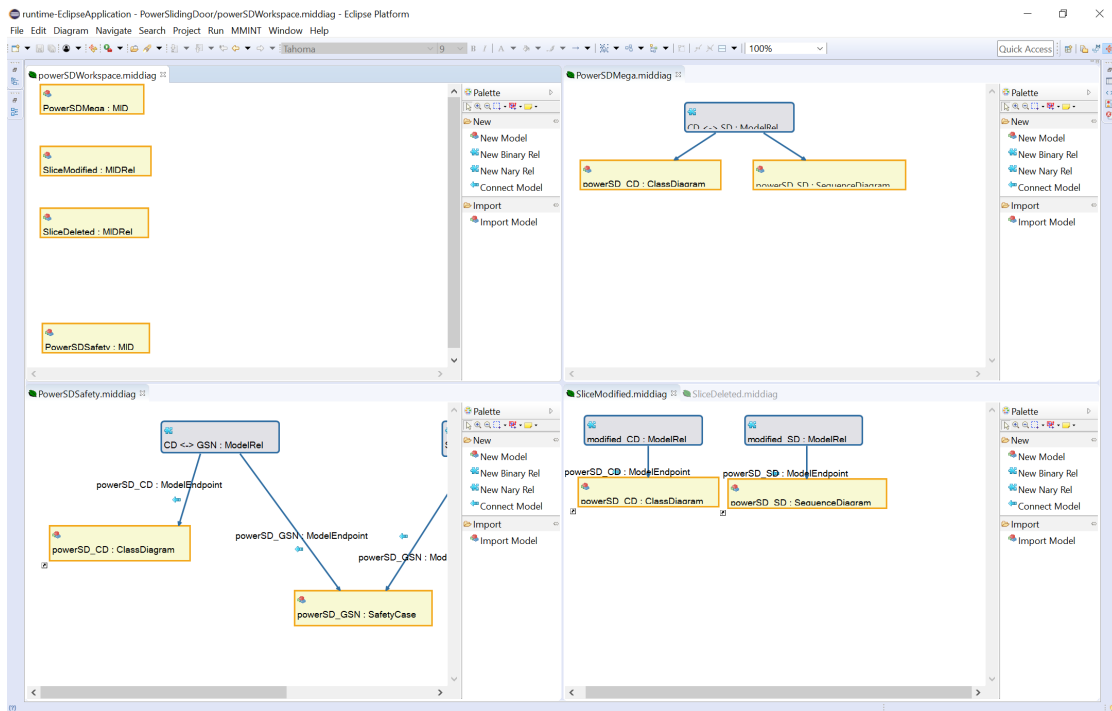 runtime-EclipseApplication - PowerSlidingDoor/powerSDWorkspace.middiag - Eclipse Platform
File Edit Diagram Navigate Search Project Run MMINT Window Help
Tahoma 9 B I A 100% Quick Access
powerSDWorkspace.middiag
PowerSDMega : MID
SliceModified : MIDRel
SliceDeleted : MIDRel
PowerSDSafety : MID
Palette
New
New Model
New Binary Rel
New Nary Rel
Connect Model
Import
Import Model
PowerSDMega.middiag
CD <-> SD : ModelRel
powerSD_CD : ClassDiagram
powerSD_SD : SequenceDiagram
Palette
New
New Model
New Binary Rel
New Nary Rel
Connect Model
Import
Import Model
PowerSDSafety.middiag
CD <-> GSN : ModelRel
S
powerSD_CD : ModelEndpoint
powerSD_GSN : ModelEndpoint
powerSD_CD : ClassDiagram
powerSD_GSN : Mod
powerSD_GSN : SafetyCase
Palette
New
New Model
New Binary Rel
New Nary Rel
Connect Model
Import
Import Model
SliceModified.middiag SliceDeleted.middiag
modified_CD : ModelRel
modified_SD : ModelRel
powerSD_CD : ModelEndpoint
powerSD_SD : ModelEndpoint
powerSD_CD : ClassDiagram
powerSD_SD : SequenceDiagram
Palette
New
New Model
New Binary Rel
New Nary Rel
Connect Model
Import
Import Model